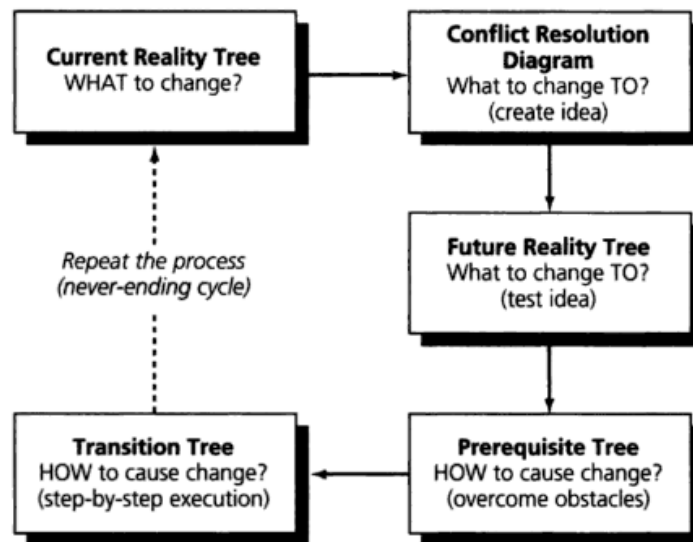 Current Reality Tree
WHAT to change?
Conflict Resolution
Diagram
What to change TO?
(create idea)
Future Reality Tree
What to change TO?
(test idea)
Repeat the process
(never-ending cycle)
Transition Tree
HOW to cause change?
(step-by-step execution)
Prerequisite Tree
HOW to cause change?
(overcome obstacles)